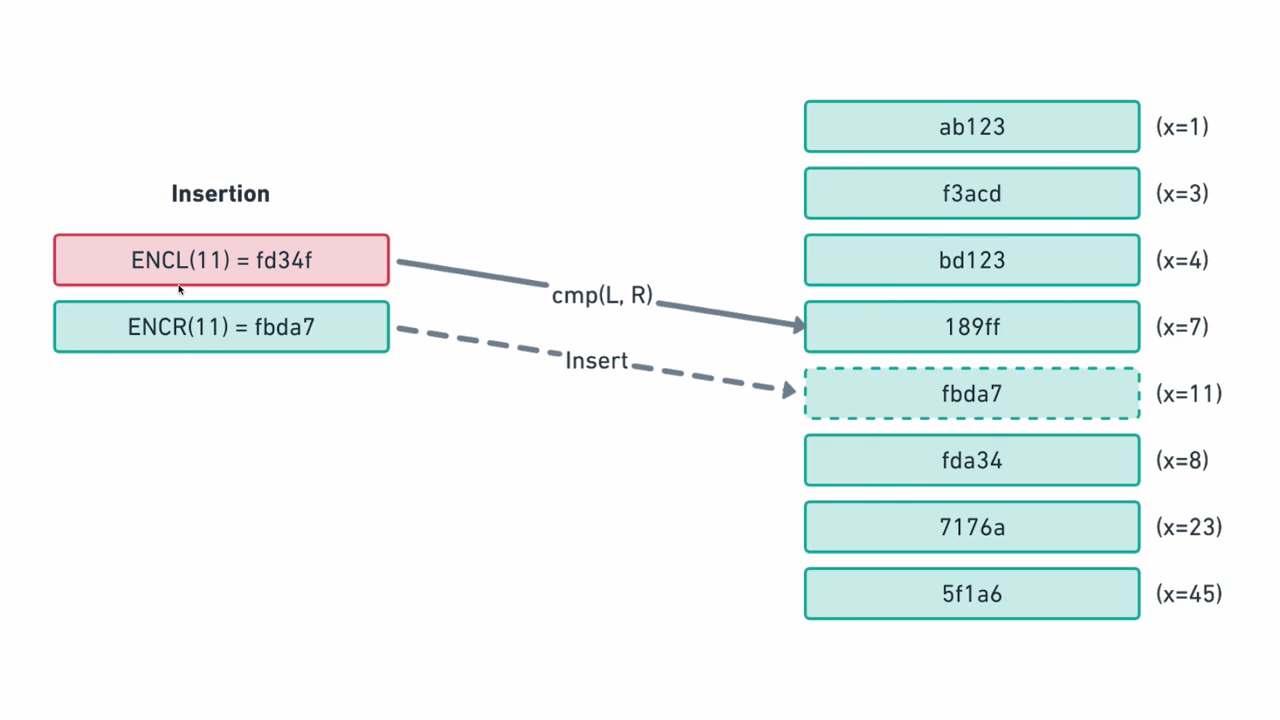 Insertion
ENCL(11) = fd34f
ENCR(11) = fbda7
cmp(L, R)
Insert
ab123 (x=1)
f3acd (x=3)
bd123 (x=4)
189ff (x=7)
fbda7 (x=11)
fda34 (x=8)
7176a (x=23)
5f1a6 (x=45)